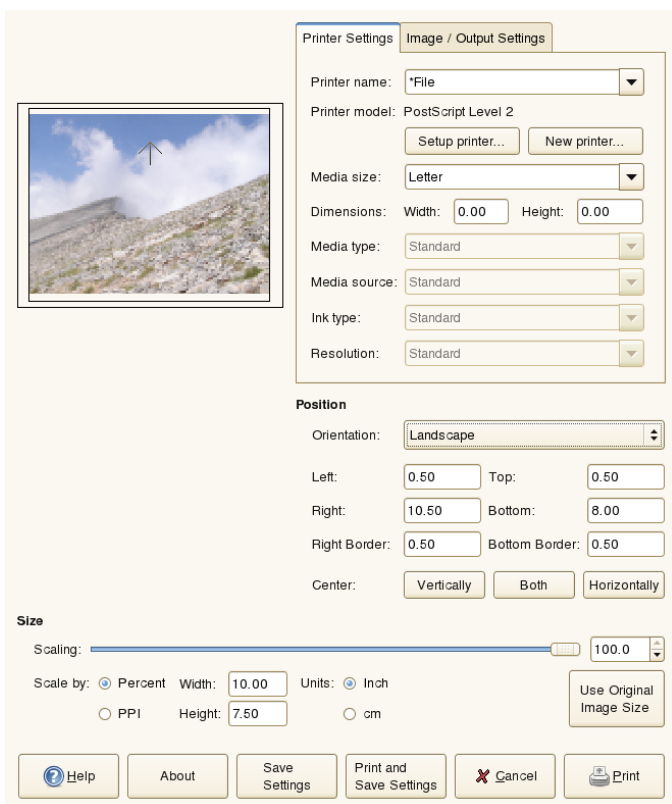 Printer Settings Image / Output Settings
Printer name: *File
Printer model: PostScript Level 2
Setup printer... New printer...
Media size: Letter
Dimensions: Width: 0.00 Height: 0.00
Media type: Standard
Media source: Standard
Ink type: Standard
Resolution: Standard
Position
Orientation: Landscape
Left: 0.50 Top: 0.50
Right: 10.50 Bottom: 8.00
Right Border: 0.50 Bottom Border: 0.50
Center: Vertically Both Horizontally
Size
Scaling: 100.0
Scale by: Percent Width: 10.00 Units: Inch
PPI Height: 7.50 cm
Use Original
Image Size
Help About Save
Settings Print and
Save Settings Cancel Print